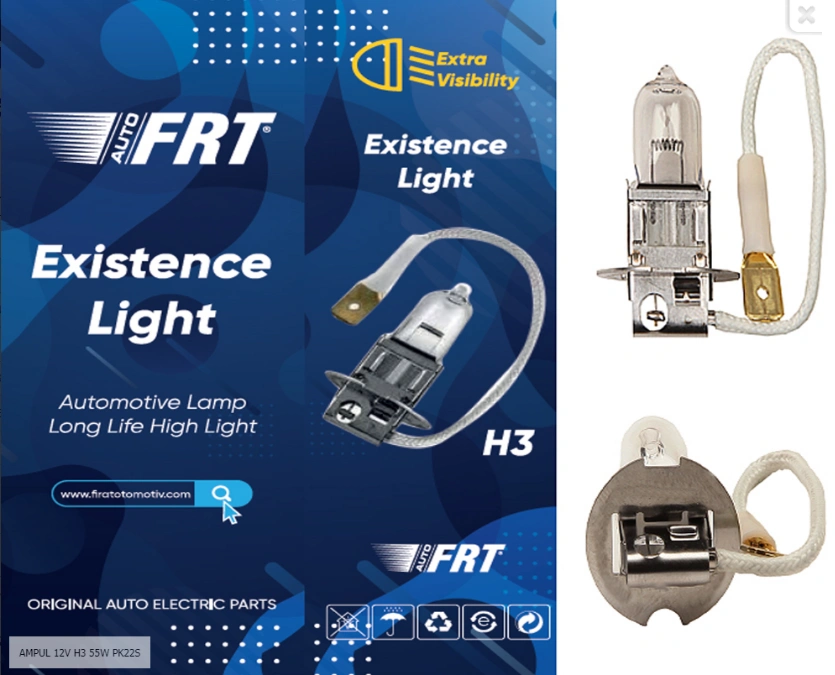 AUTO FRT®
Existence
Light
Automotive Lamp
Long Life High Light
www.firatotomotiv.com
ORIGINAL AUTO ELECTRIC PARTS
AMPUL 12V H3 55W PK22S
Extra
Visibility
Existence
Light
H3
AUTO FRT®
e